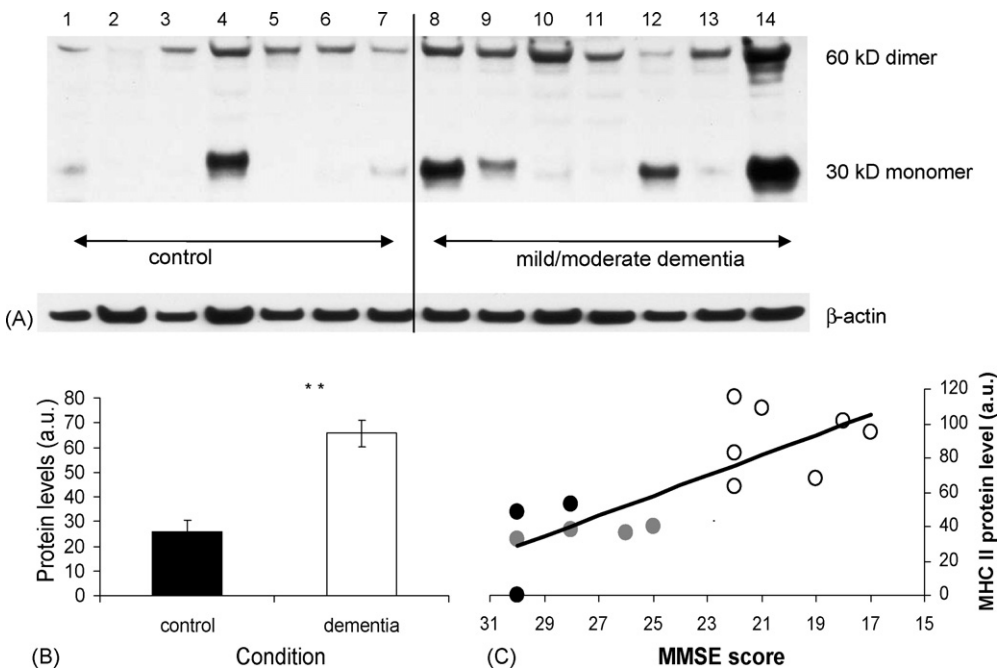 1 2 3 4 5 6 7 8 9 10 11 12 13 14
60 kD dimer
30 kD monomer
control
mild/moderate dementia
(A)
β-actin
Protein levels (a.u.)
80
70
60
50
40
30
20
10
0
* *
control dementia
(B) Condition
MHC II protein level (a.u.)
120
100
80
60
40
20
0
31 29 27 25 23 21 19 17 15
(C) MMSE score